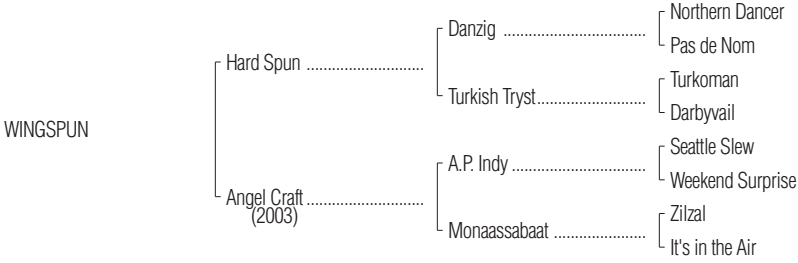 Northern Dancer
Danzig ................................
Pas de Nom
Hard Spun ..........................
Turkoman
Turkish Tryst........................
Darbyvail
WINGSPUN
Seattle Slew
A.P. Indy ..............................
Weekend Surprise
Angel Craft ..........................
(2003)
Zilzal
Monaassabaat ....................
It's in the Air